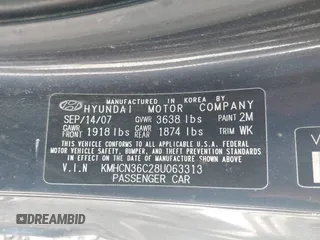 MANUFACTURED IN KOREA BY
HYUNDAI MOTOR COMPANY
SEP/14/07 GVWR 3638 lbs PAINT 2M
GAWR FRONT 1918 lbs GAWR REAR 1874 lbs TRIM WK
THIS VEHICLE CONFORMS TO ALL APPLICABLE U.S.A. FEDERAL
MOTOR VEHICLE SAFETY, BUMPER, AND THEFT PREVENTION
STANDARDS IN EFFECT ON THE DATE OF MANUFACTURE
SHOWN ABOVE.
V.I.N KMHCN36C28U063313
PASSENGER CAR
DREAMBID